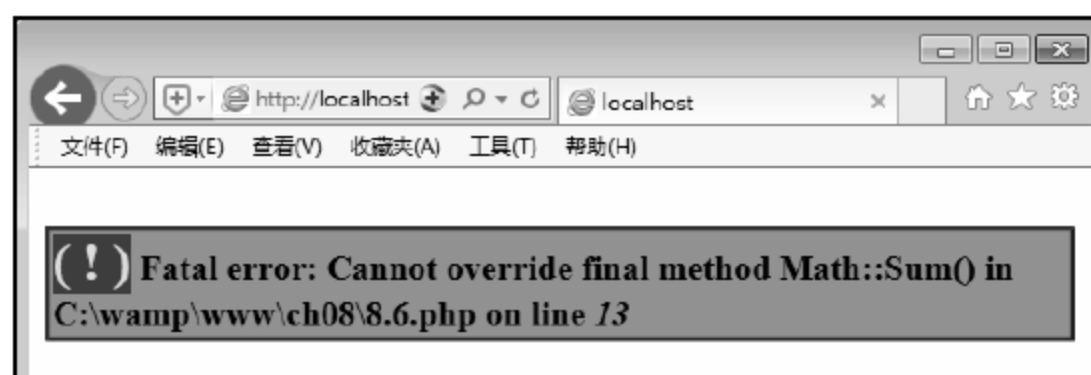 http://localhost
localhost
文件(F) 编辑(E) 查看(V) 收藏夹(A) 工具(T) 帮助(H)
(!) Fatal error: Cannot override final method Math::Sum() in
C:\wamp\www\ch08\8.6.php on line 13